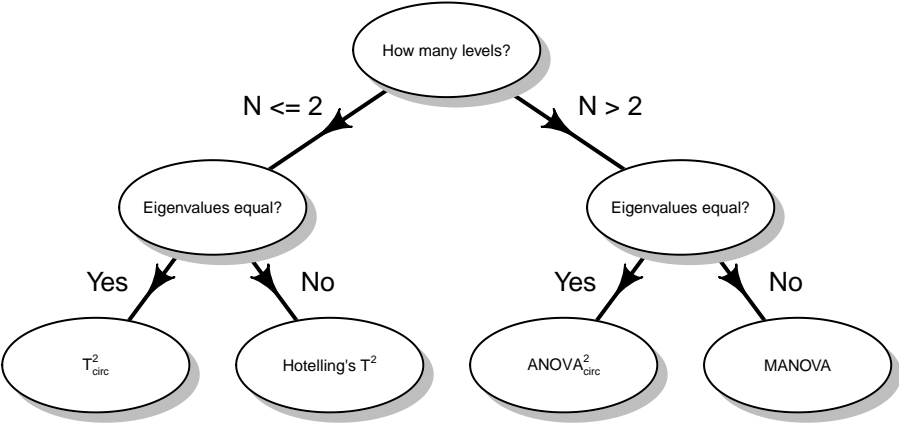 How many levels?
N <= 2
N > 2
Eigenvalues equal?
Eigenvalues equal?
Yes
No
Yes
No
T²circ
Hotelling's T²
ANOVA²circ
MANOVA